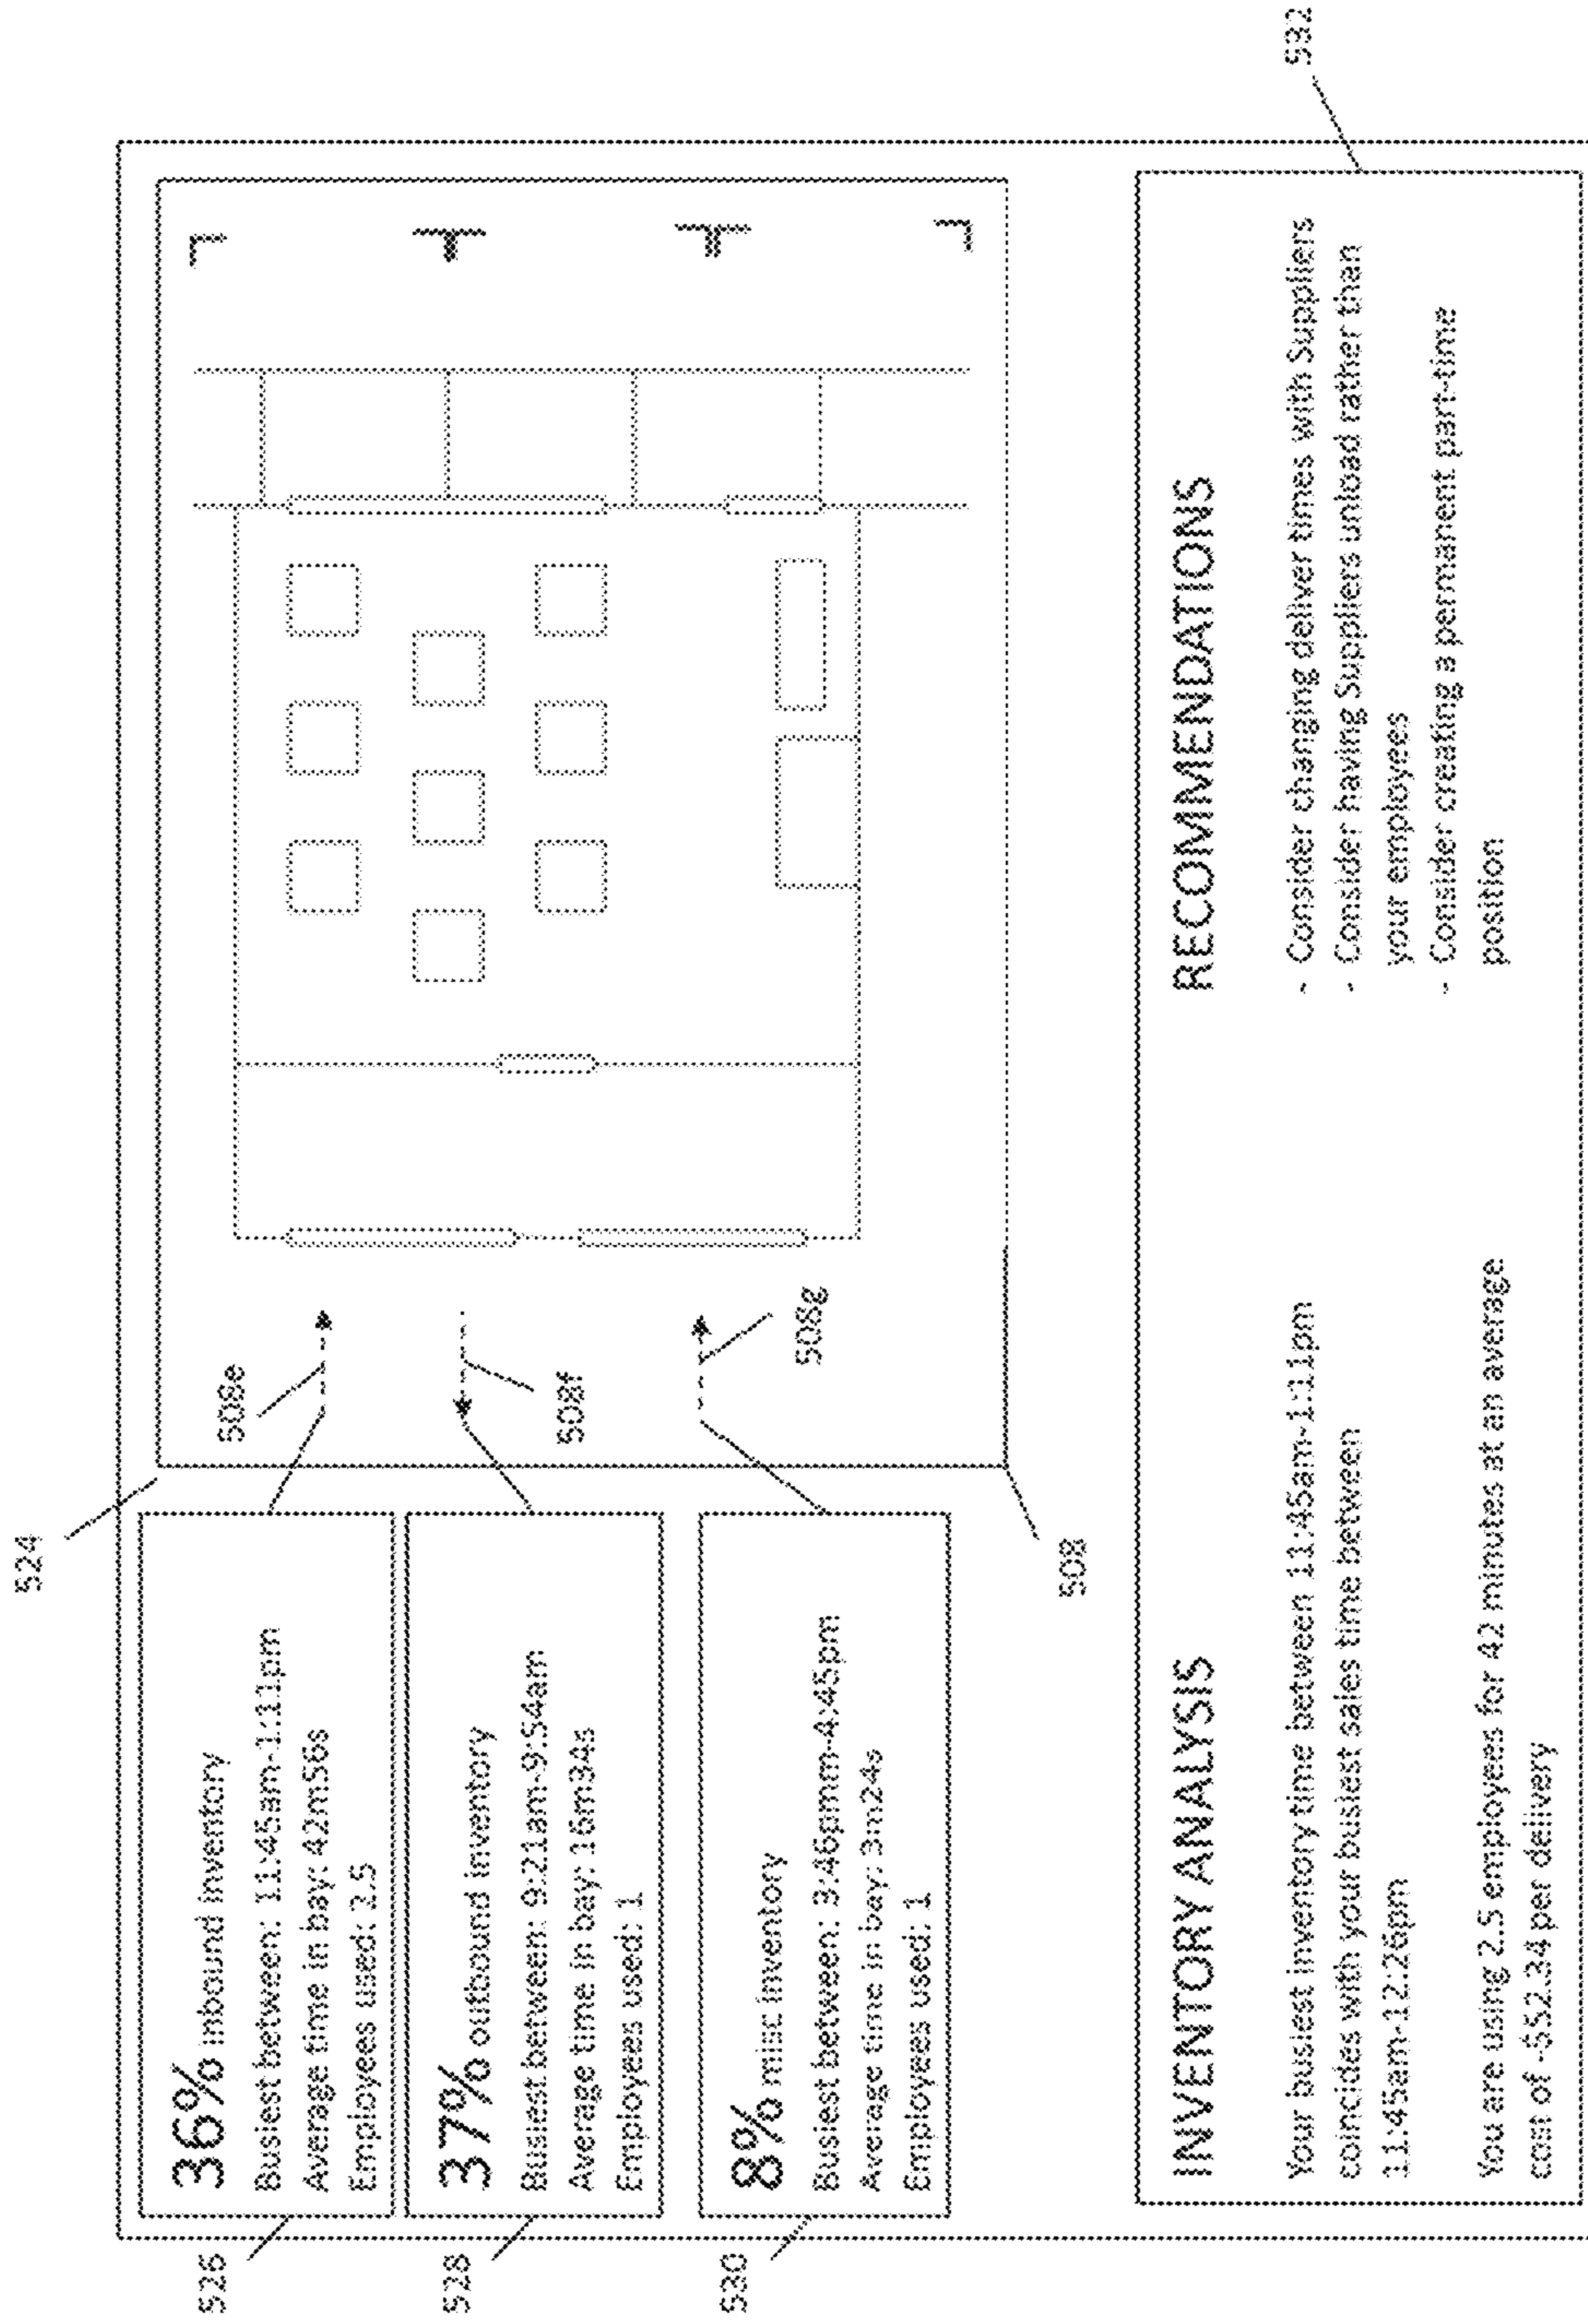 524
526
36% inbound inventory
Busiest between: 11:45am-1:11pm
Average time in bay: 42m56s
Employees used: 2.5
528
37% outbound inventory
Busiest between: 9:21am-9:54am
Average time in bay: 16m34s
Employees used: 1
530
8% misc inventory
Busiest between: 3:46pmm-4:45pm
Average time in bay: 3m24s
Employees used: 1
508e
508f
508g
508
INVENTORY ANALYSIS
Your busiest inventory time between 11:45am-1:11pm
coincides with your busiest sales time between
11:45am-12:26pm
You are using 2.5 employees for 42 minutes at an average
cost of -$52.34 per delivery
RECOMMENDATIONS
- Consider changing deliver times with Suppliers
- Consider having Suppliers unload rather than
your employees
- Consider creating a permanent part-time
position
532